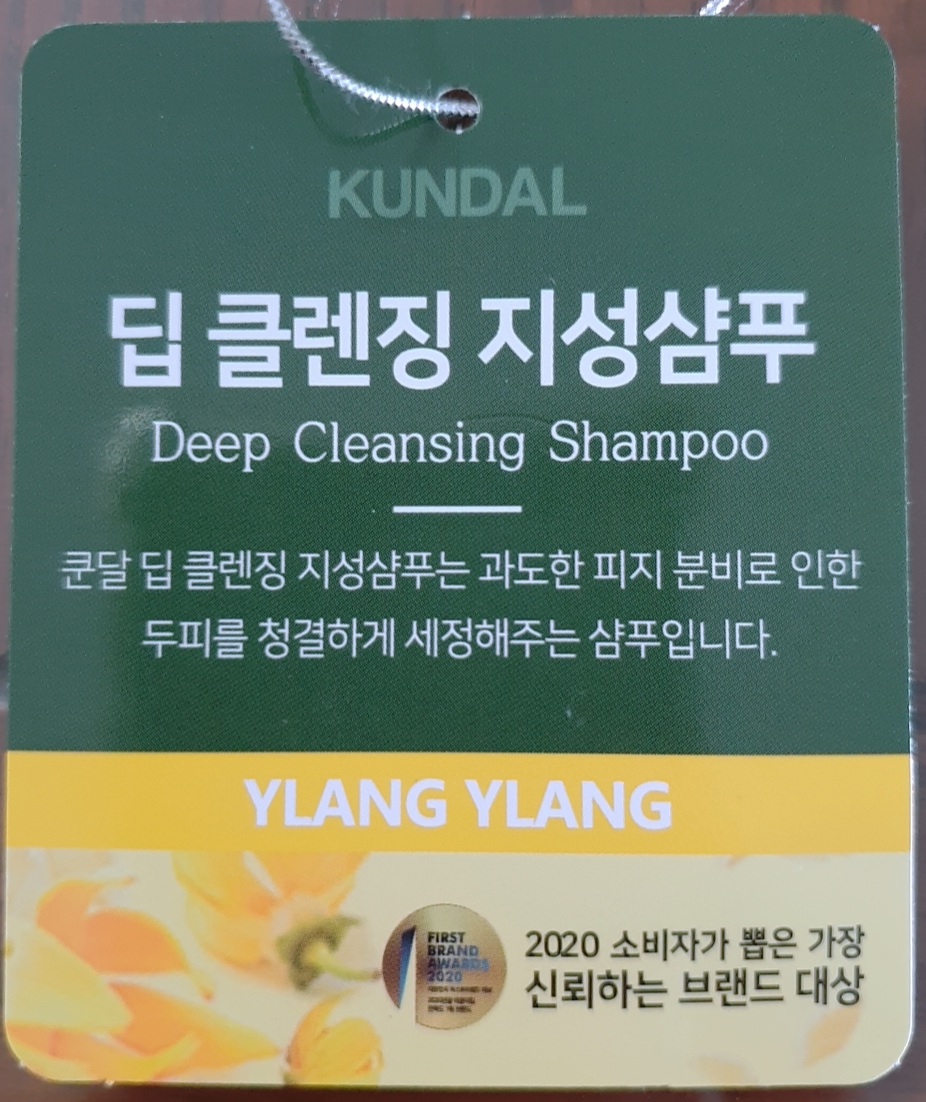 KUNDAL
딥 클렌징 지성샴푸
Deep Cleansing Shampoo
쿤달 딥 클렌징 지성샴푸는 과도한 피지 분비로 인한
두피를 청결하게 세정해주는 샴푸입니다.
YLANG YLANG
FIRST
BRAND
AWARDS
2020
2020 소비자가 뽑은 가장
신뢰하는 브랜드 대상